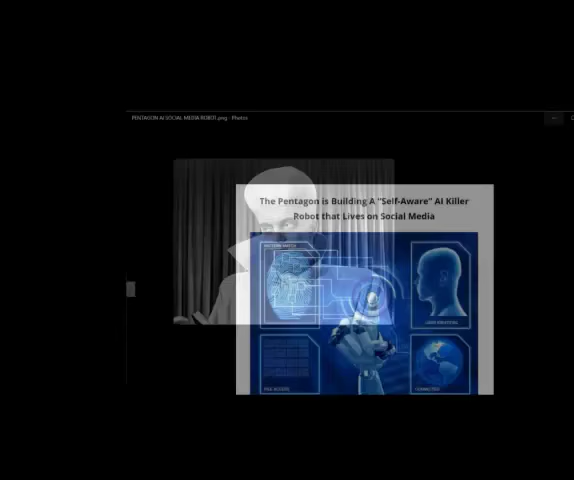 PENTAGON AI SOCIAL MEDIA ROBOT.png - Photos
The Pentagon is Building A "Self-Aware" AI Killer
Robot that Lives on Social Media